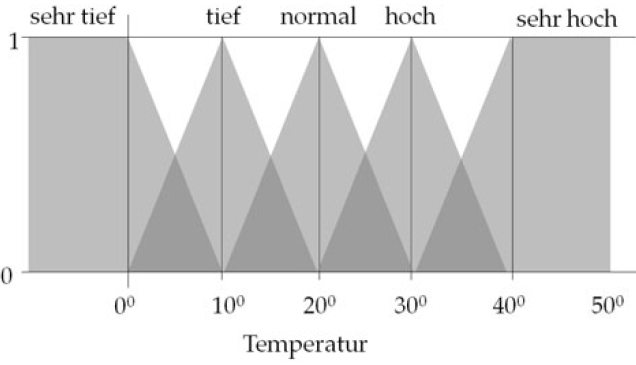 sehr tief tief normal hoch sehr hoch
1
0
0⁰ 10⁰ 20⁰ 30⁰ 40⁰ 50⁰
Temperatur